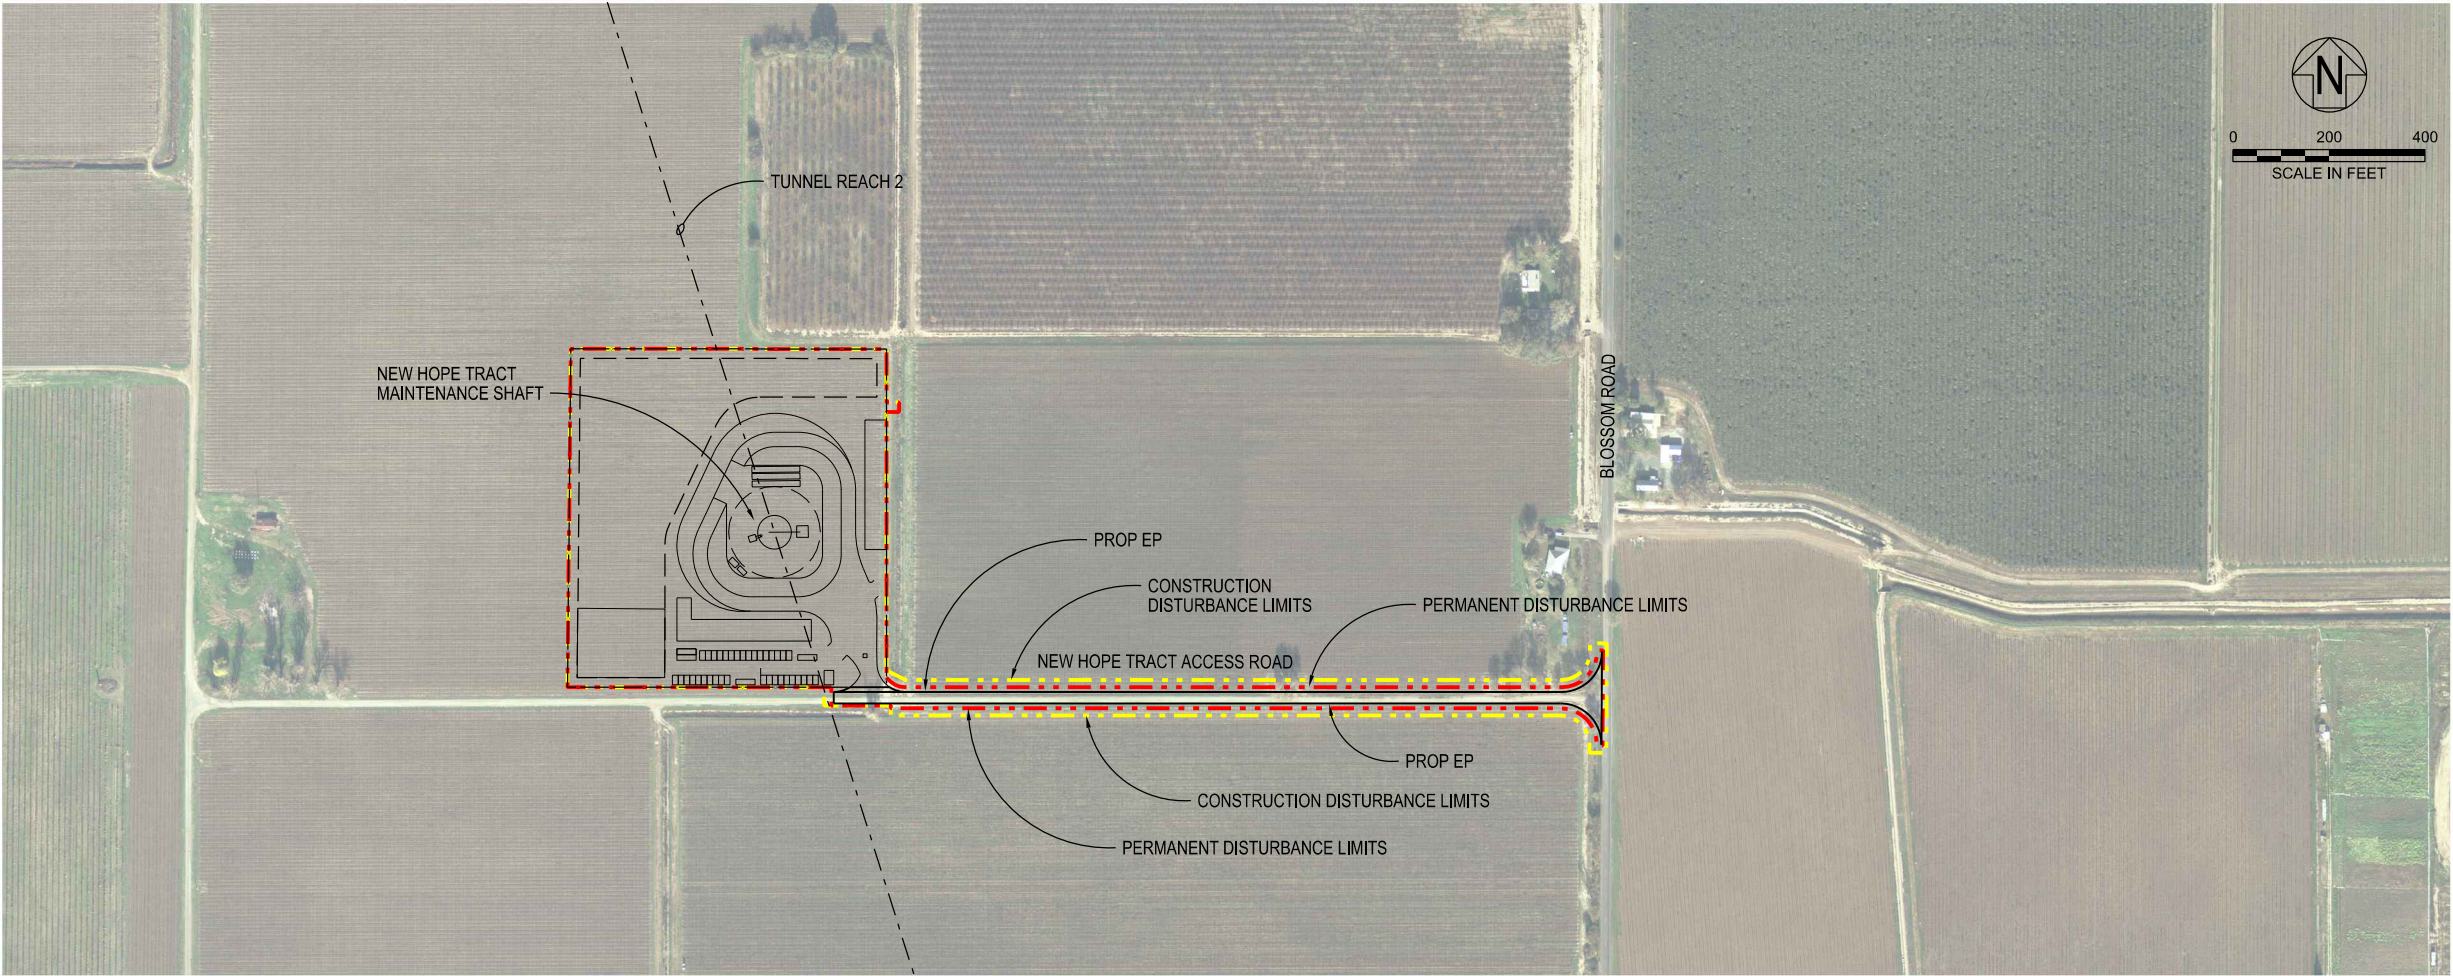 N
0 200 400
SCALE IN FEET
TUNNEL REACH 2
NEW HOPE TRACT
MAINTENANCE SHAFT
BLOSSOM ROAD
PROP EP
CONSTRUCTION
DISTURBANCE LIMITS
PERMANENT DISTURBANCE LIMITS
NEW HOPE TRACT ACCESS ROAD
PROP EP
CONSTRUCTION DISTURBANCE LIMITS
PERMANENT DISTURBANCE LIMITS